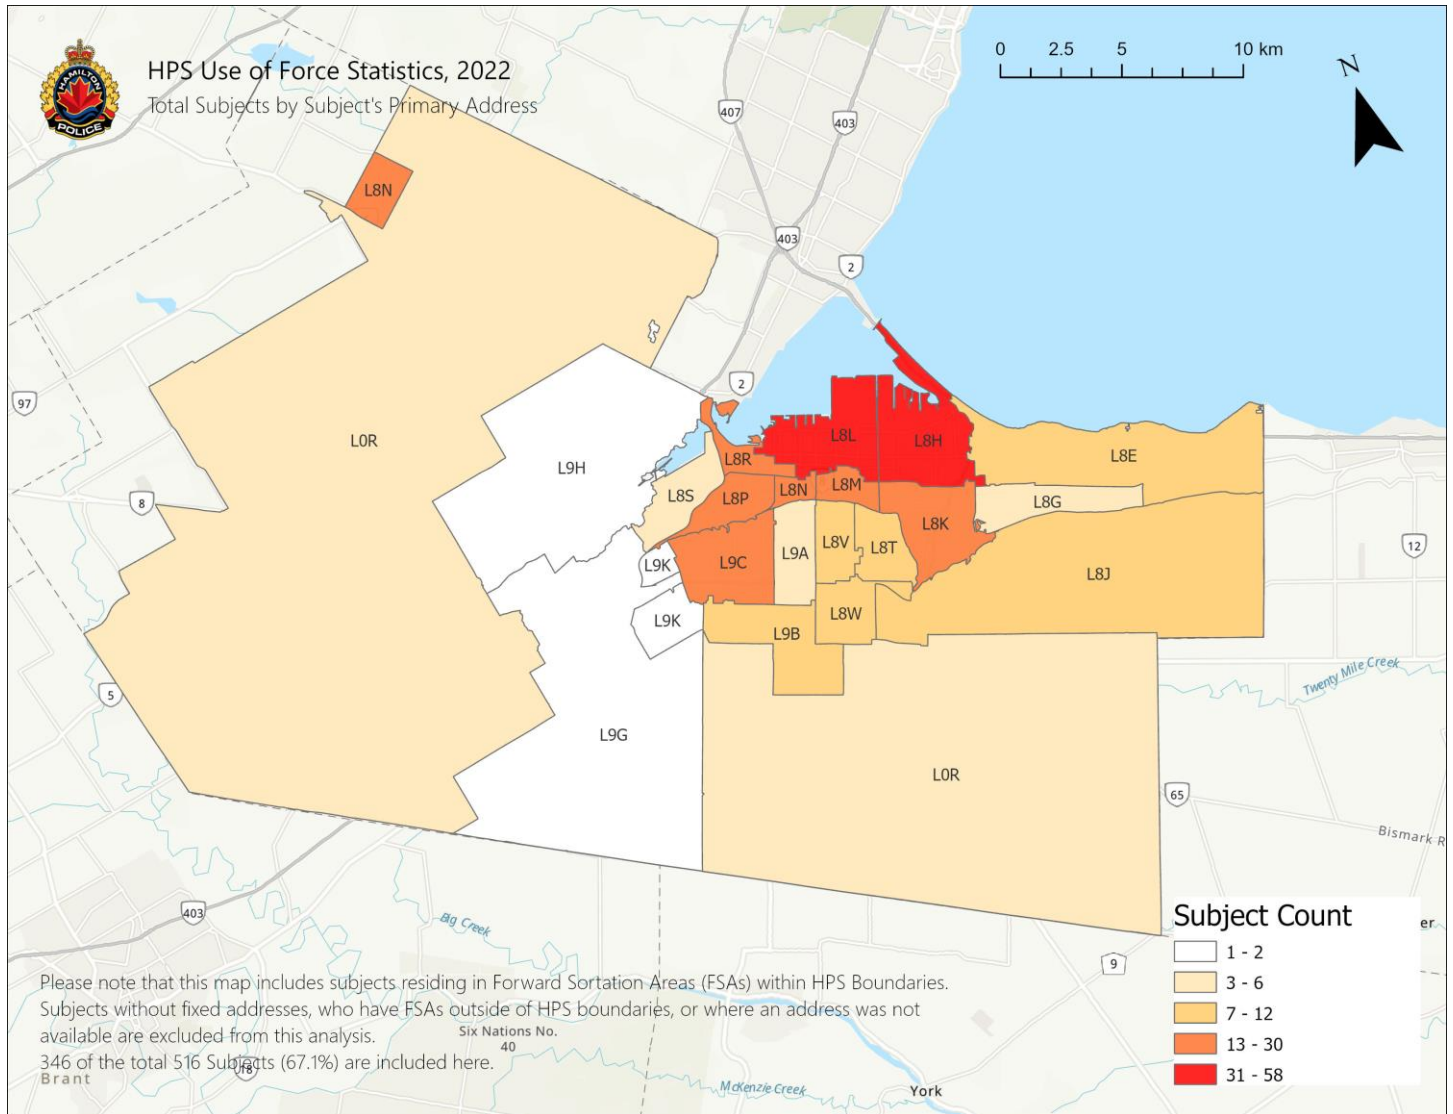 HAMILTON
POLICE
HPS Use of Force Statistics, 2022
Total Subjects by Subject's Primary Address
0 2.5 5 10 km
N
407
403
403
2
2
97
8
5
403
18
12
65
9
L8N
L0R
L9H
L8R
L8L
L8H
L8E
L8S
L8P
L8N
L8M
L8G
L8K
L9K
L9C
L9A
L8V
L8T
L8J
L9K
L9B
L8W
L9G
L0R
Twenty Mile Creek
Bismark R
er
Big Creek
Six Nations No.
40
Brant
McKenzie Creek
York
Subject Count
1 - 2
3 - 6
7 - 12
13 - 30
31 - 58
Please note that this map includes subjects residing in Forward Sortation Areas (FSAs) within HPS Boundaries.
Subjects without fixed addresses, who have FSAs outside of HPS boundaries, or where an address was not
available are excluded from this analysis.
346 of the total 516 Subjects (67.1%) are included here.